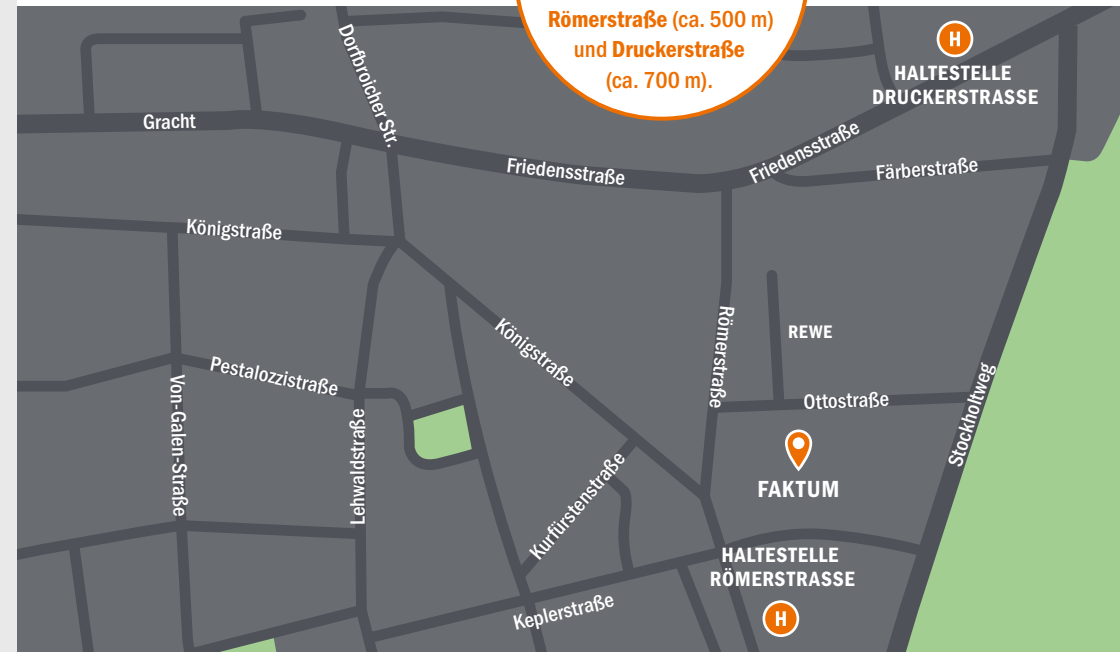 Römerstraße (ca. 500 m)
und Druckerstraße
(ca. 700 m).
H
HALTESTELLE
DRUCKERSTRASSE
Dorfbroicher Str.
Gracht
Friedensstraße
Friedensstraße
Färberstraße
Königstraße
Königstraße
Römerstraße
REWE
Pestalozzistraße
Von-Galen-Straße
Lehwaldstraße
Ottostraße
Stockholtweg
FAKTUM
Kurfürstenstraße
HALTESTELLE
RÖMERSTRASSE
H
Keplerstraße